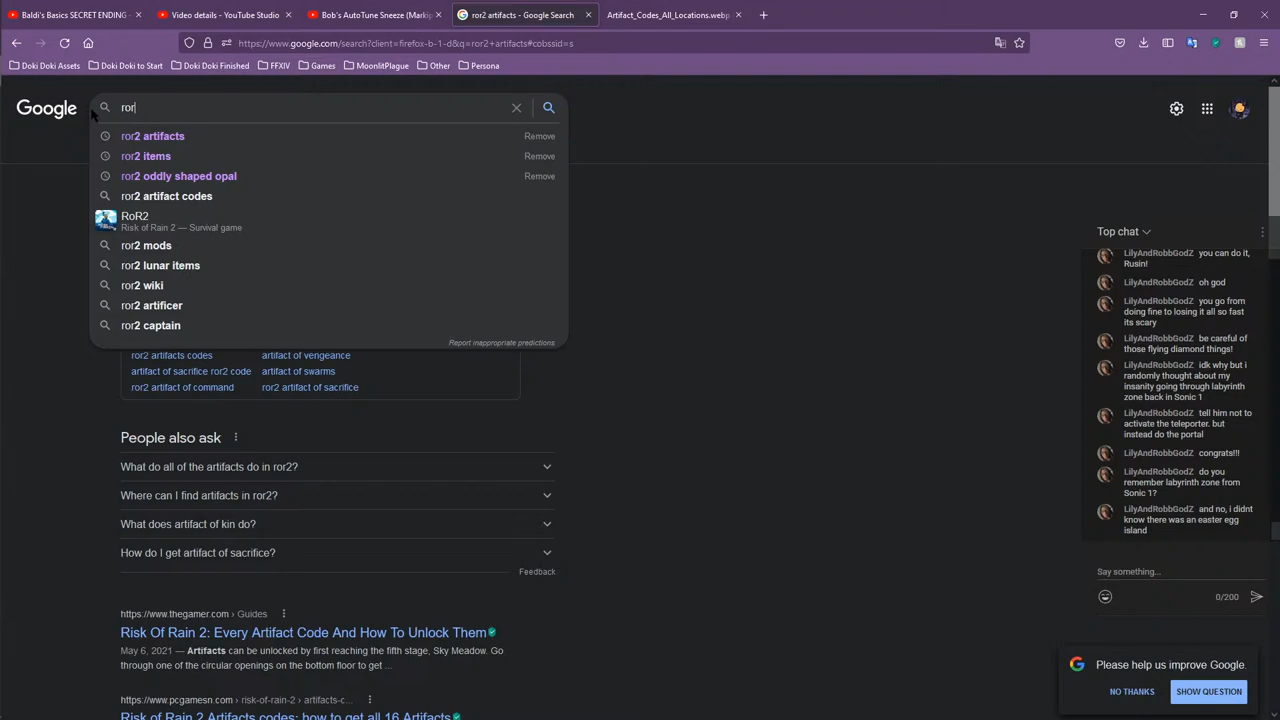 Baldi's Basics SECRET ENDING -
Video details - YouTube Studio
Bob's AutoTune Sneeze (Markip
ror2 artifacts - Google Search
Artifact_Codes_All_Locations.webp
https://www.google.com/search?client=firefox-b-1-d&q=ror2+artifacts#cobssid=s
Doki Doki Assets
Doki Doki to Start
Doki Doki Finished
FFXIV
Games
MoonlitPlague
Other
Persona
Google
ror
ror2 artifacts
Remove
ror2 items
Remove
ror2 oddly shaped opal
Remove
ror2 artifact codes
RoR2
Risk of Rain 2 — Survival game
ror2 mods
ror2 lunar items
ror2 wiki
ror2 artificer
ror2 captain
Report inappropriate predictions
ror2 artifacts codes
artifact of vengeance
artifact of sacrifice ror2 code
artifact of swarms
ror2 artifact of command
ror2 artifact of sacrifice
People also ask
What do all of the artifacts do in ror2?
Where can I find artifacts in ror2?
What does artifact of kin do?
How do I get artifact of sacrifice?
Feedback
https://www.thegamer.com › Guides
Risk Of Rain 2: Every Artifact Code And How To Unlock Them
May 6, 2021 — Artifacts can be unlocked by first reaching the fifth stage, Sky Meadow. Go
through one of the circular openings on the bottom floor to get ...
https://www.pcgamesn.com › risk-of-rain-2 › artifacts-c...
Risk of Rain 2 Artifacts codes: how to get all 16 Artifacts
Top chat
LilyAndRobbGodZ you can do it,
Rusin!
LilyAndRobbGodZ oh god
LilyAndRobbGodZ you go from
doing fine to losing it all so fast
its scary
LilyAndRobbGodZ be careful of
those flying diamond things!
LilyAndRobbGodZ idk why but i
randomly thought about my
insanity going through labyrinth
zone back in Sonic 1
LilyAndRobbGodZ tell him not to
activate the teleporter. but
instead do the portal
LilyAndRobbGodZ congrats!!!
LilyAndRobbGodZ do you
remember labyrinth zone from
Sonic 1?
LilyAndRobbGodZ and no, i didnt
know there was an easter egg
island
Say something...
0/200
Please help us improve Google.
NO THANKS
SHOW QUESTION